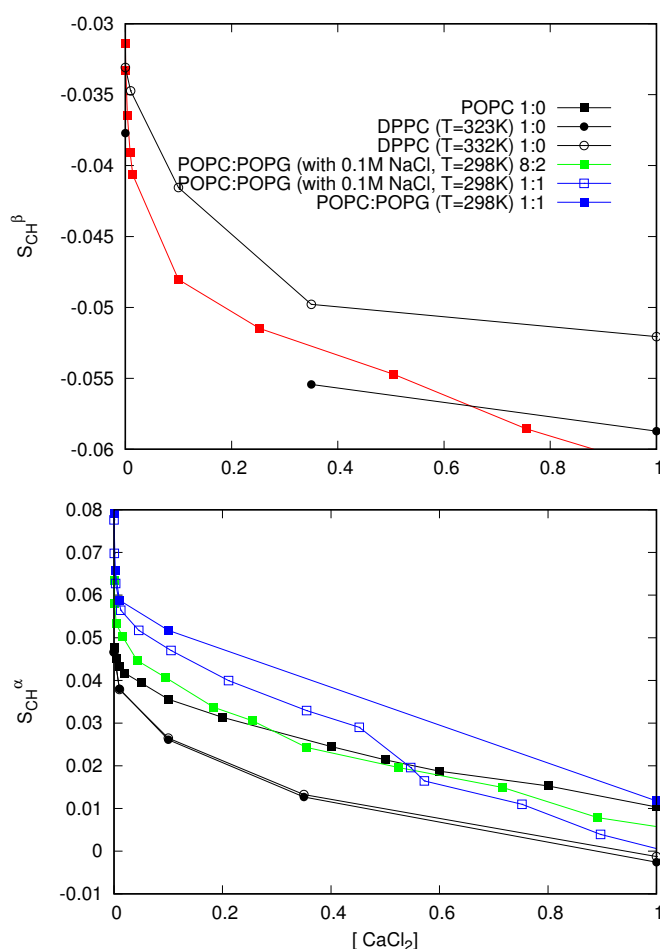 -0.03
-0.035
-0.04
-0.045
-0.05
-0.055
-0.06
S_CH^β
POPC 1:0
DPPC (T=323K) 1:0
DPPC (T=332K) 1:0
POPC:POPG (with 0.1M NaCl, T=298K) 8:2
POPC:POPG (with 0.1M NaCl, T=298K) 1:1
POPC:POPG (T=298K) 1:1
0 0.2 0.4 0.6 0.8 1
0.08
0.07
0.06
0.05
0.04
0.03
0.02
0.01
0
-0.01
S_CH^α
0 0.2 0.4 0.6 0.8 1
[ CaCl₂]